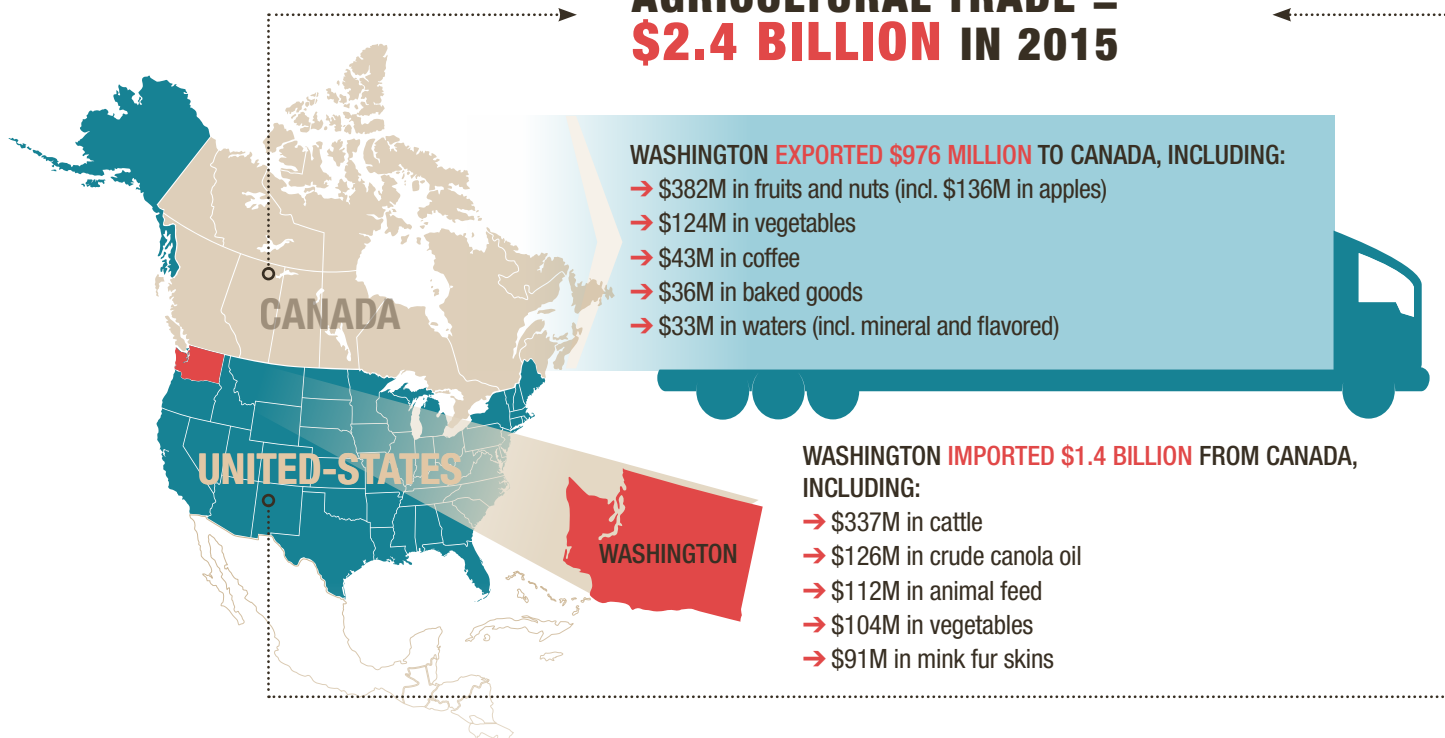 AGRICULTURAL TRADE =
$2.4 BILLION IN 2015
WASHINGTON EXPORTED $976 MILLION TO CANADA, INCLUDING:
➔ $382M in fruits and nuts (incl. $136M in apples)
➔ $124M in vegetables
➔ $43M in coffee
➔ $36M in baked goods
➔ $33M in waters (incl. mineral and flavored)
CANADA
UNITED-STATES
WASHINGTON
WASHINGTON IMPORTED $1.4 BILLION FROM CANADA,
INCLUDING:
➔ $337M in cattle
➔ $126M in crude canola oil
➔ $112M in animal feed
➔ $104M in vegetables
➔ $91M in mink fur skins